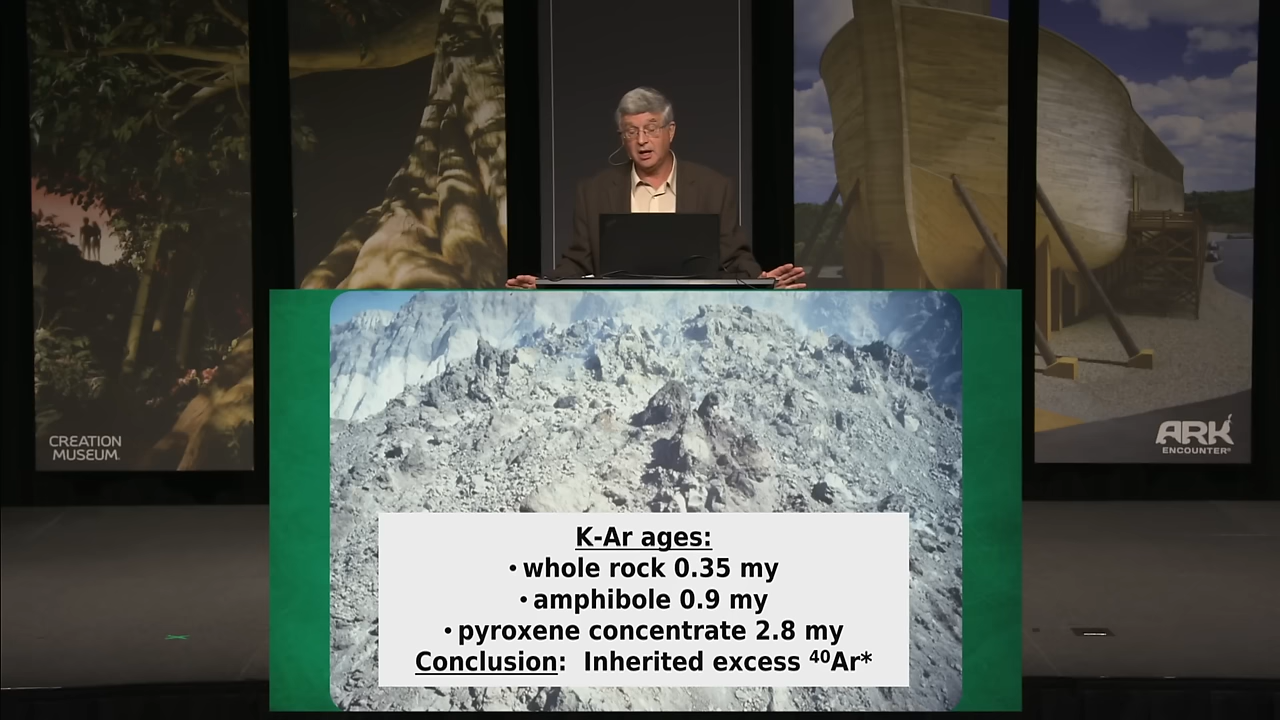 CREATION
MUSEUM.
ARK
ENCOUNTER®
K-Ar ages:
• whole rock 0.35 my
• amphibole 0.9 my
• pyroxene concentrate 2.8 my
Conclusion: Inherited excess ⁴⁰Ar*